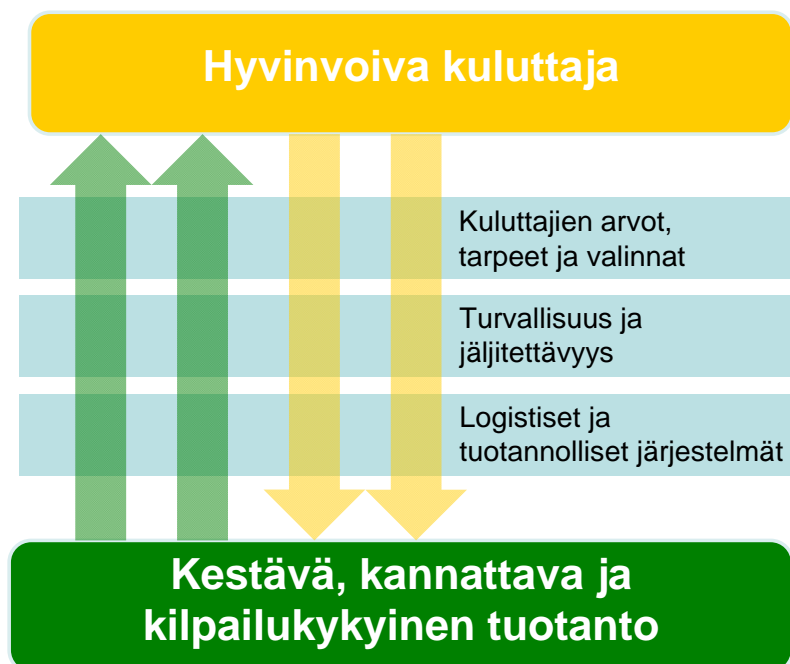 Hyvinvoiva kuluttaja
Kuluttajien arvot,
tarpeet ja valinnat
Turvallisuus ja
jäljitettävyys
Logistiset ja
tuotannolliset järjestelmät
Kestävä, kannattava ja
kilpailukykyinen tuotanto